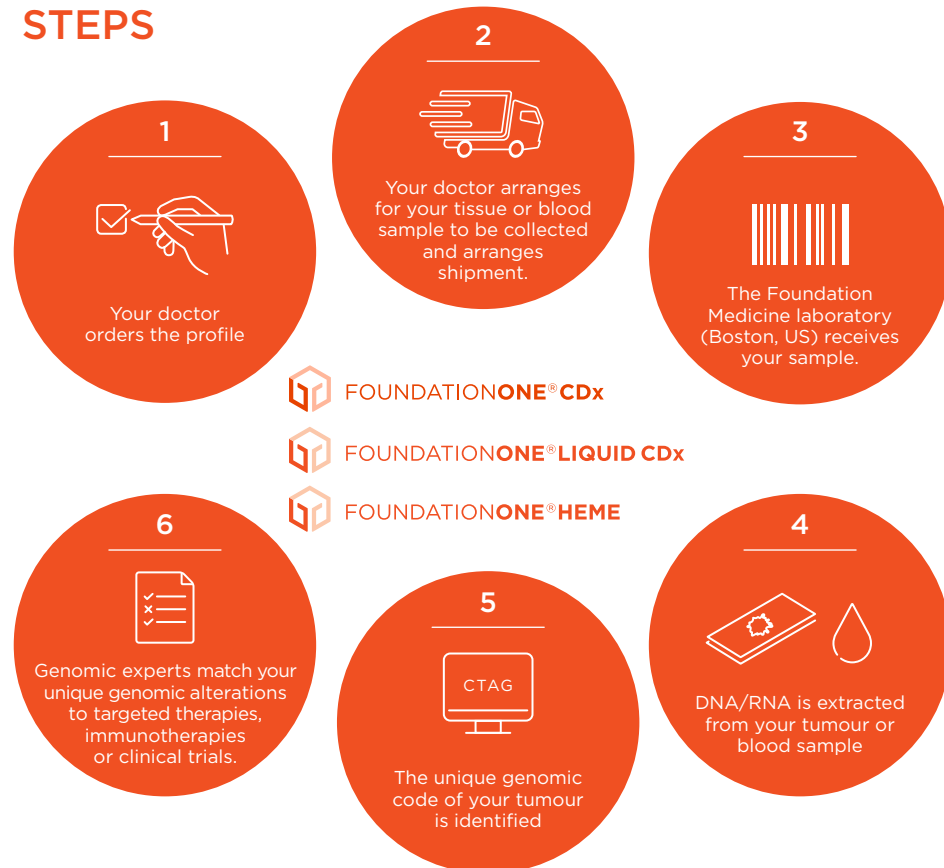 STEPS
1
Your doctor
orders the profile
2
Your doctor arranges
for your tissue or blood
sample to be collected
and arranges
shipment.
3
The Foundation
Medicine laboratory
(Boston, US) receives
your sample.
FOUNDATIONONE®CDx
FOUNDATIONONE®LIQUID CDx
FOUNDATIONONE®HEME
4
DNA/RNA is extracted
from your tumour or
blood sample
5
CTAG
The unique genomic
code of your tumour
is identified
6
Genomic experts match your
unique genomic alterations
to targeted therapies,
immunotherapies
or clinical trials.